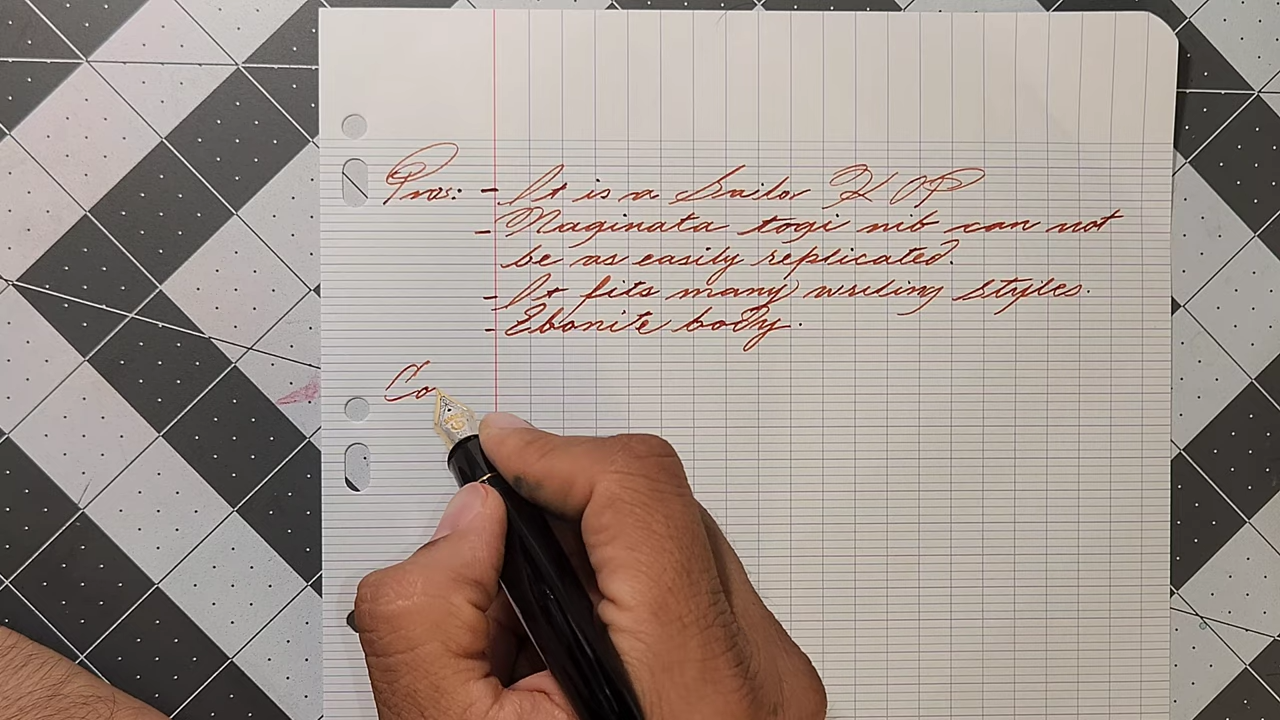 Pros: - It is a Sailor KOP
- Naginata togi nib can not
be as easily replicated.
- It fits many writing styles.
- Ebonite body.
Co